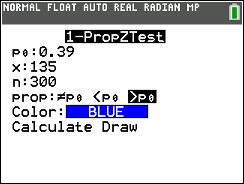 NORMAL FLOAT AUTO REAL RADIAN MP
1-PropZTest
p₀:0.39
x:135
n:300
prop:≠p₀ <p₀ >p₀
Color: BLUE
Calculate Draw